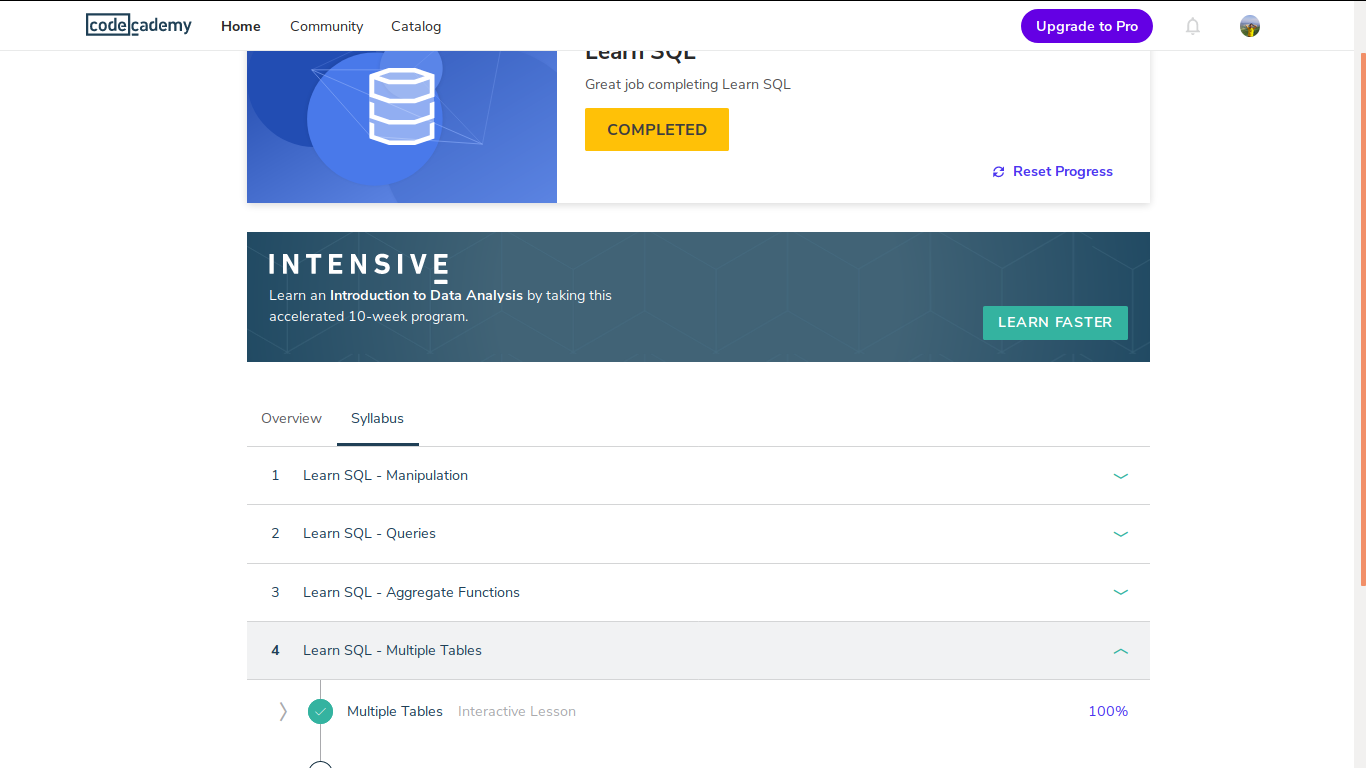 codecademy Home Community Catalog Upgrade to Pro
Learn SQL
Great job completing Learn SQL
COMPLETED
Reset Progress
INTENSIVE
Learn an Introduction to Data Analysis by taking this
accelerated 10-week program.
LEARN FASTER
Overview Syllabus
1 Learn SQL - Manipulation
2 Learn SQL - Queries
3 Learn SQL - Aggregate Functions
4 Learn SQL - Multiple Tables
Multiple Tables Interactive Lesson 100%